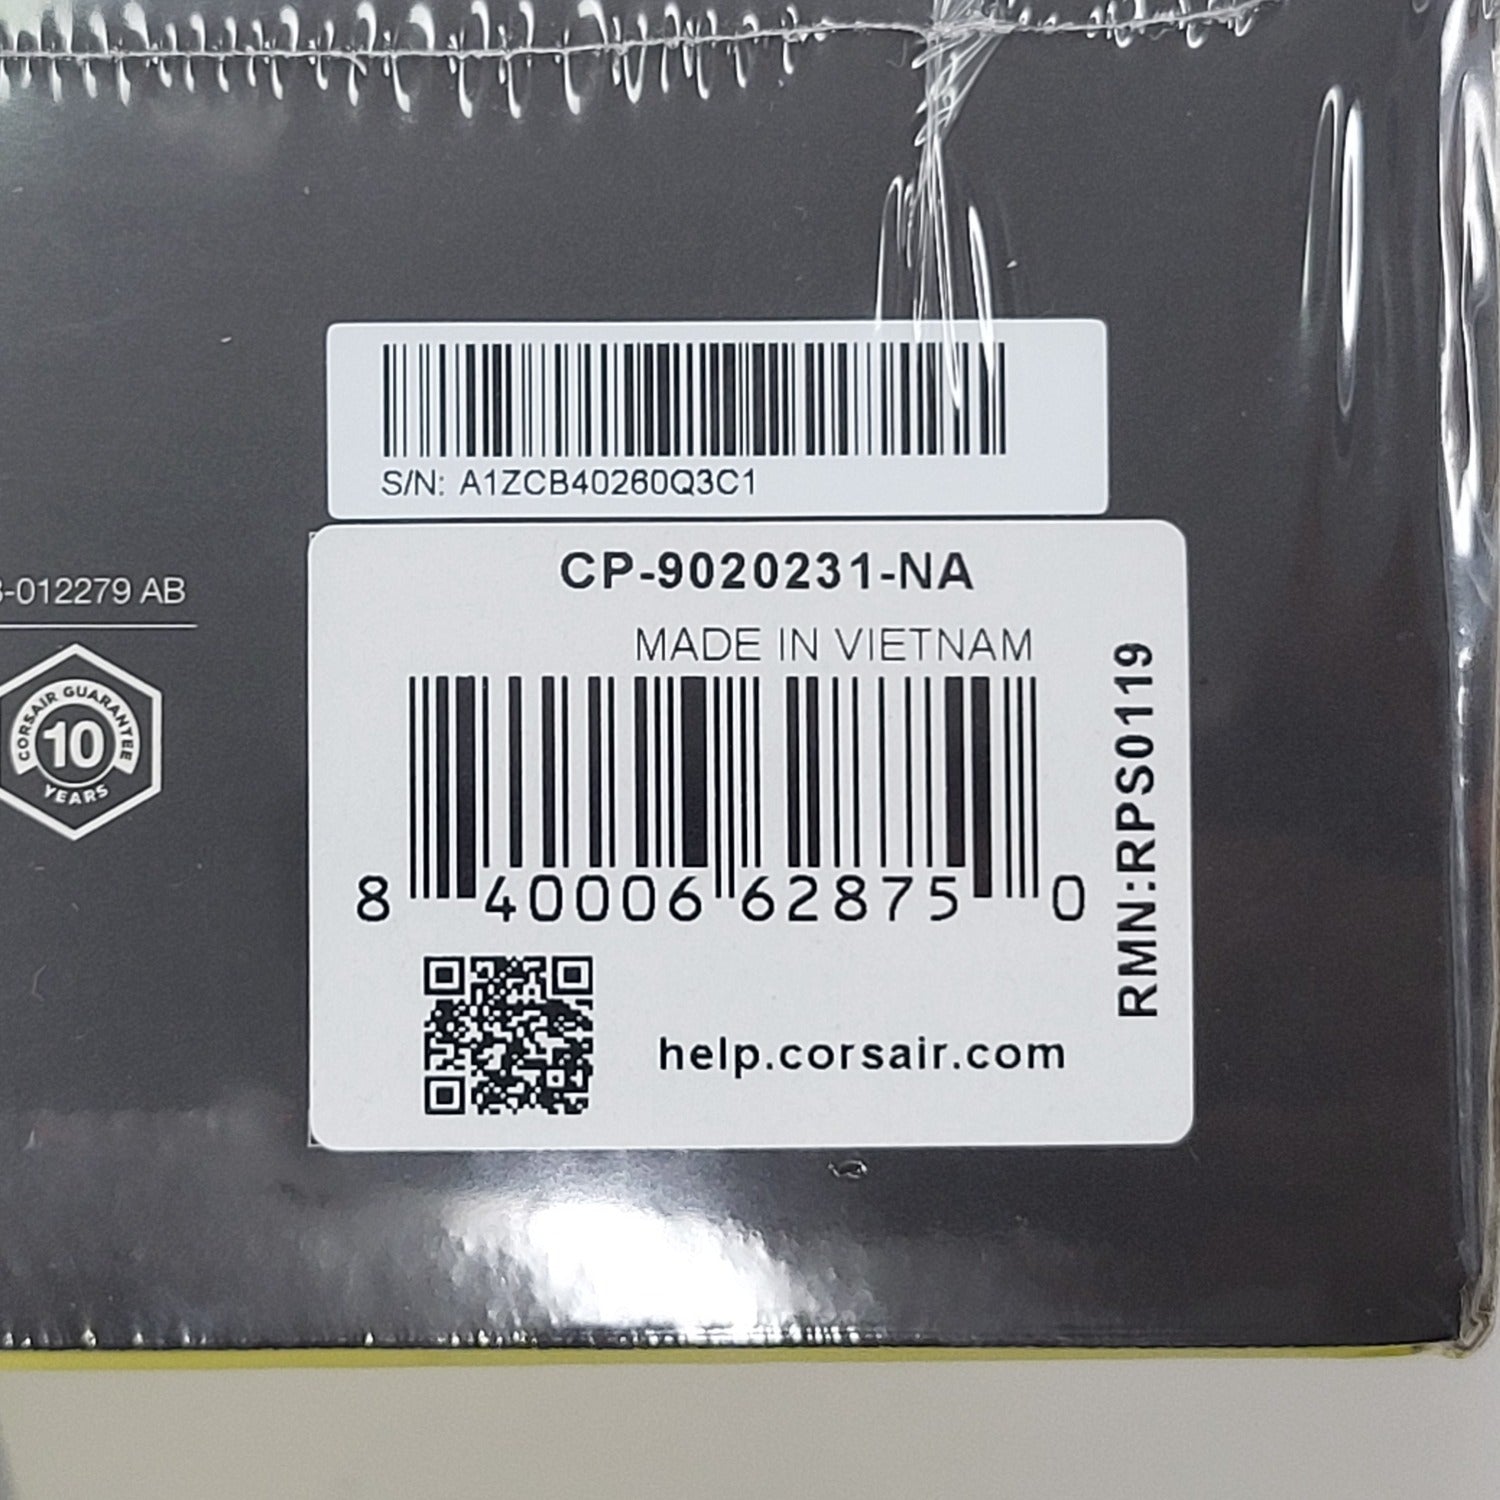 S/N: A1ZCB40260Q3C1
CP-9020231-NA
MADE IN VIETNAM
8 40006 62875 0
help.corsair.com
RMN:RPS0119
-012279 AB
CORSAIR GUARANTEE
10
YEARS